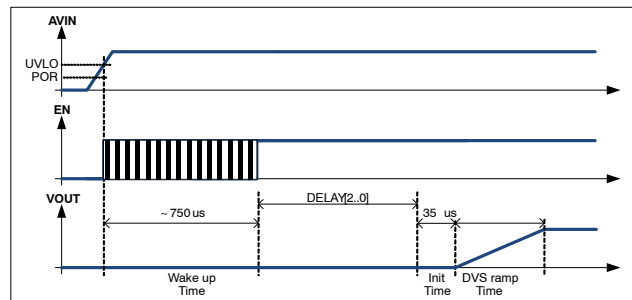 AVIN
UVLO
POR
EN
DELAY[2..0]
VOUT
~ 750 us
35 us
Wake up
Time
Init
Time
DVS ramp
Time